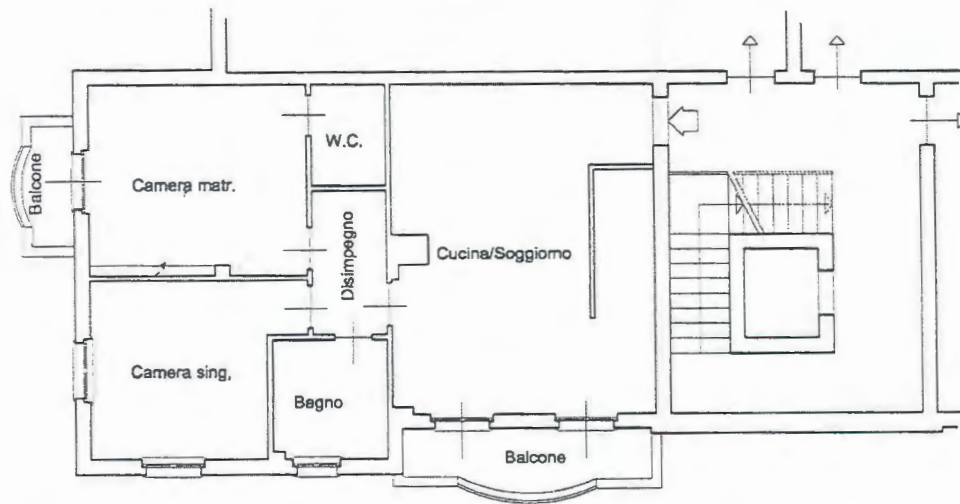 W.C.
Balcone
Camera matr.
Disimpegno
Cucina/Soggiorno
Camera sing,
Bagno
Balcone